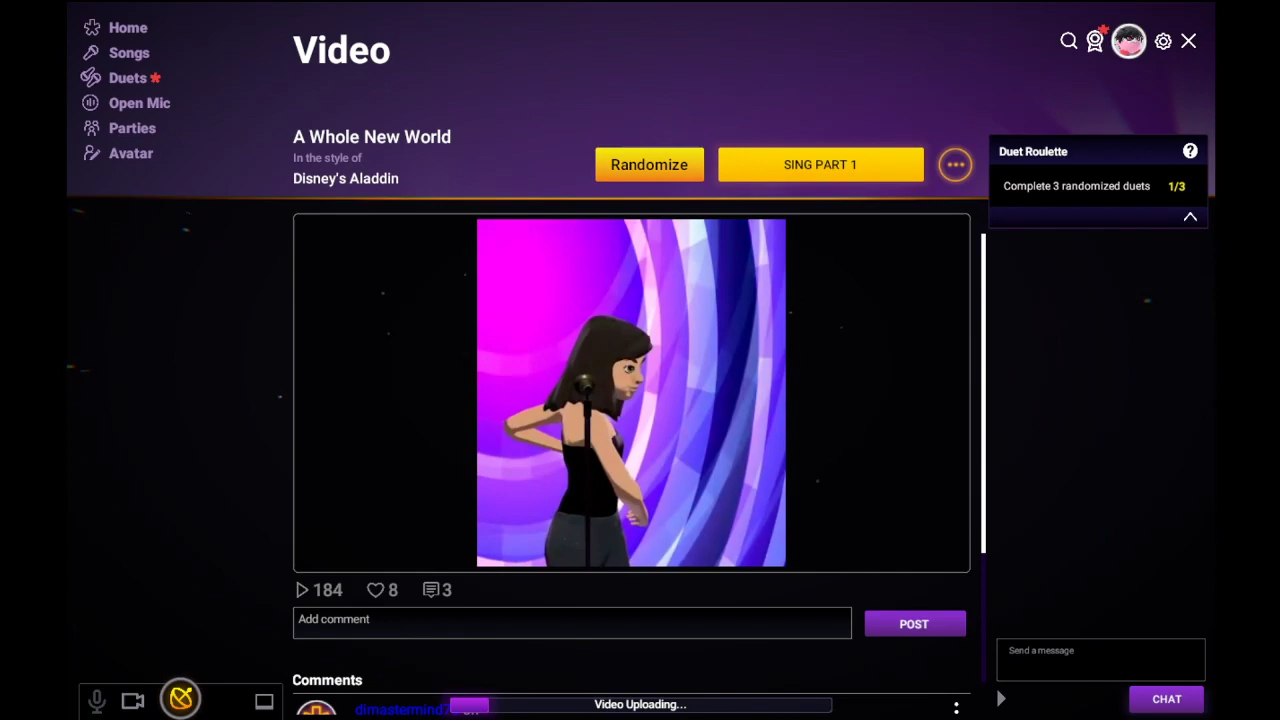 Home
Songs
Duets *
Open Mic
Parties
Avatar
Video
A Whole New World
In the style of
Disney's Aladdin
Randomize
SING PART 1
Duet Roulette
?
Complete 3 randomized duets 1/3
184
8
3
Add comment
POST
Comments
Video Uploading...
Send a message
CHAT